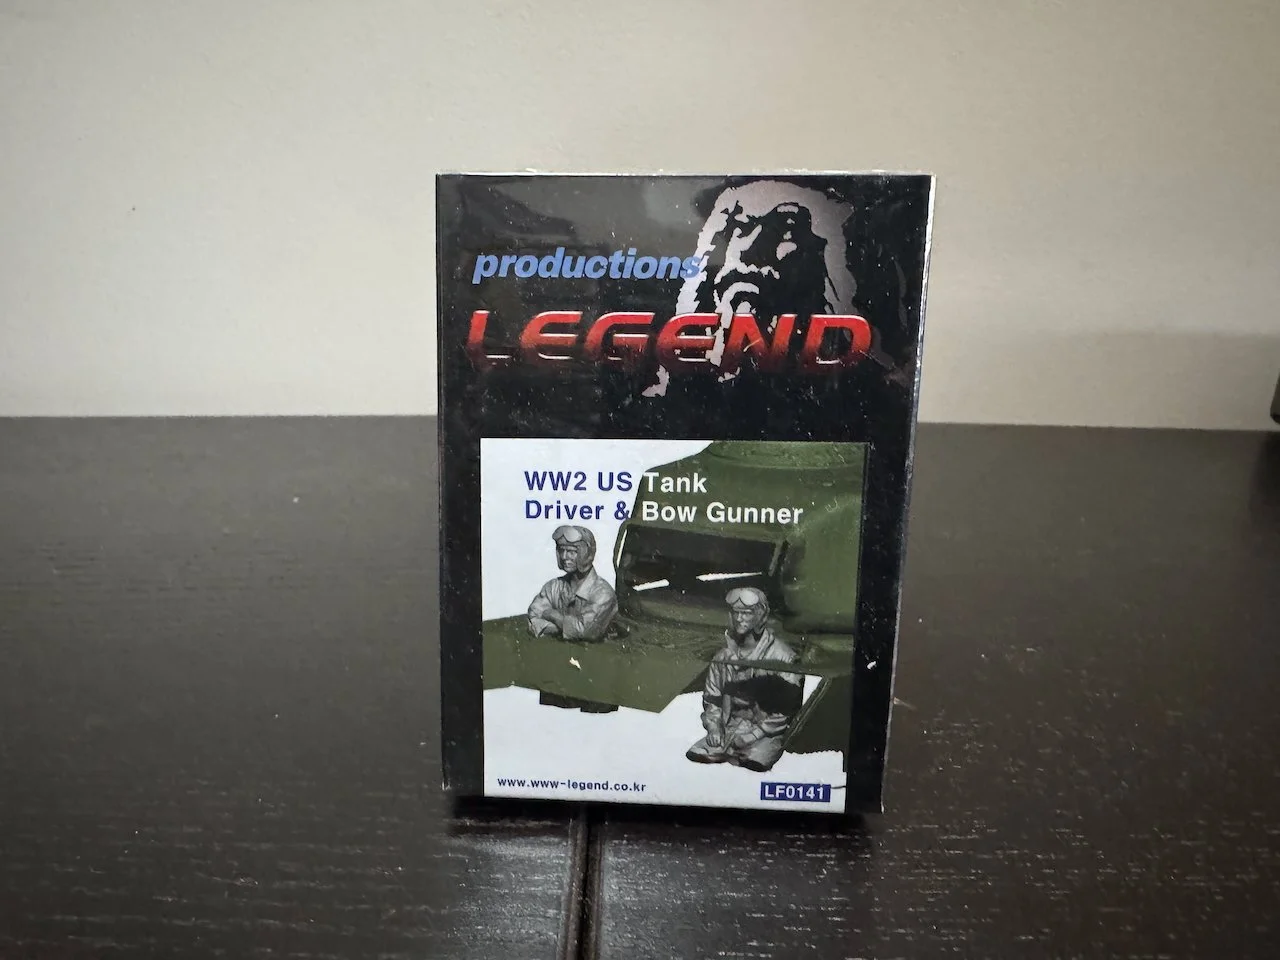 productions
LEGEND
WW2 US Tank
Driver & Bow Gunner
www.www-legend.co.kr
LF0141